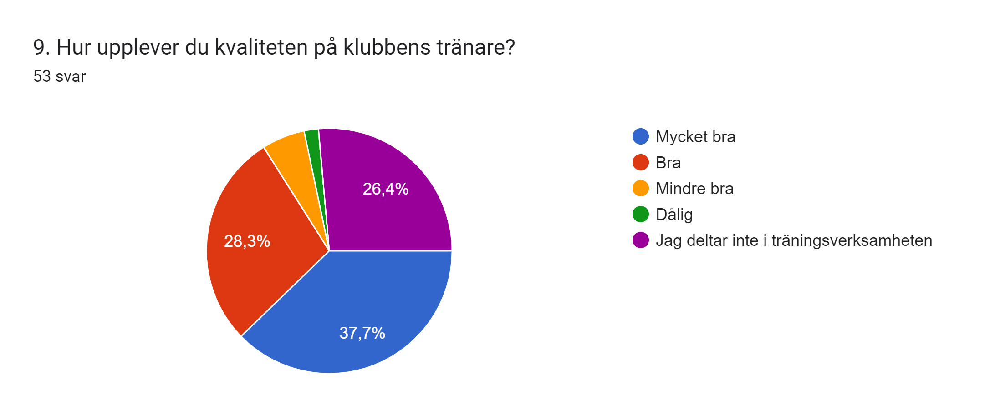 9. Hur upplever du kvaliteten på klubbens tränare?
53 svar
26,4%
28,3%
37,7%
Mycket bra
Bra
Mindre bra
Dålig
Jag deltar inte i träningsverksamheten